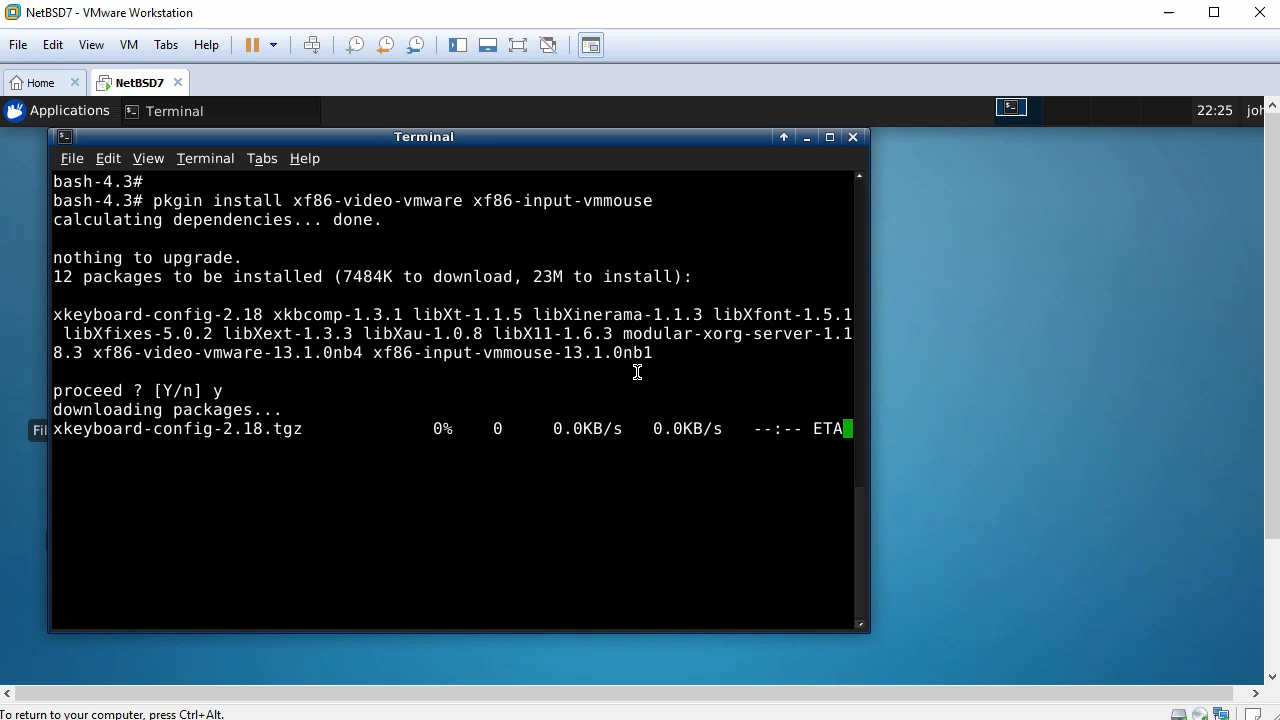 NetBSD7 - VMware Workstation
File Edit View VM Tabs Help
Home NetBSD7
Applications Terminal 22:25 joh
Terminal
File Edit View Terminal Tabs Help
bash-4.3#
bash-4.3# pkgin install xf86-video-vmware xf86-input-vmmouse
calculating dependencies... done.
nothing to upgrade.
12 packages to be installed (7484K to download, 23M to install):
xkeyboard-config-2.18 xkbcomp-1.3.1 libXt-1.1.5 libXinerama-1.1.3 libXfont-1.5.1
libXfixes-5.0.2 libXext-1.3.3 libXau-1.0.8 libX11-1.6.3 modular-xorg-server-1.1
8.3 xf86-video-vmware-13.1.0nb4 xf86-input-vmmouse-13.1.0nb1
proceed ? [Y/n] y
downloading packages...
Fil
xkeyboard-config-2.18.tgz 0% 0 0.0KB/s 0.0KB/s --:-- ETA
To return to your computer, press Ctrl+Alt.